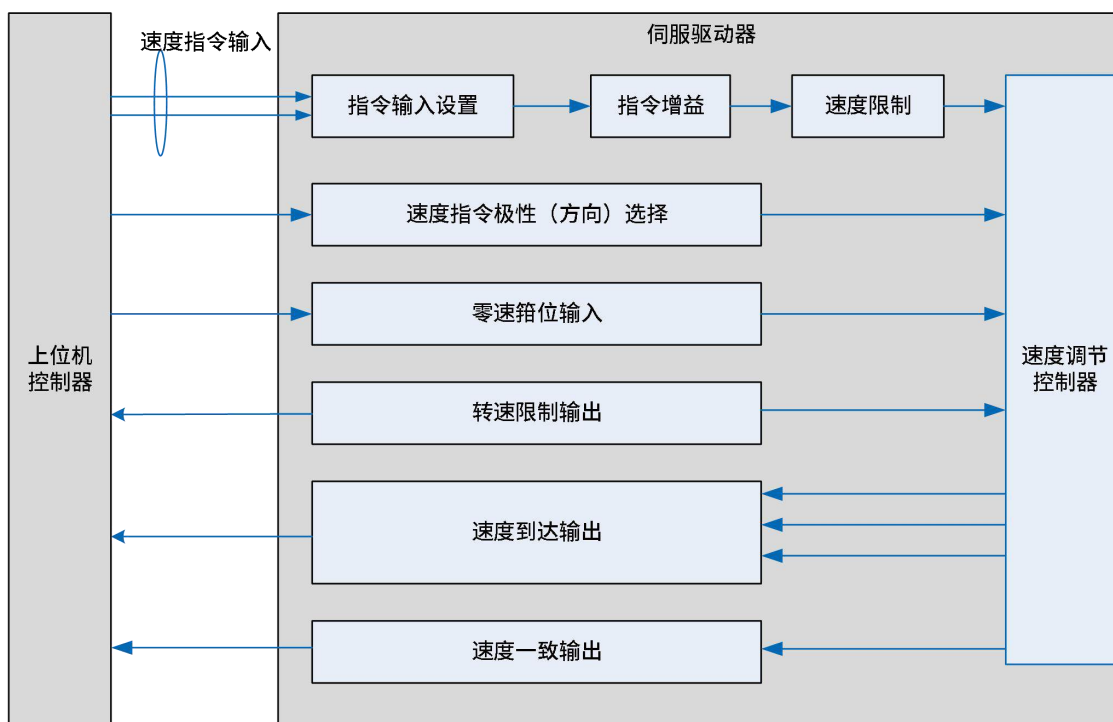 速度指令输入
伺服驱动器
指令输入设置
指令增益
速度限制
速度指令极性（方向）选择
零速箝位输入
上位机
控制器
速度调节
控制器
转速限制输出
速度到达输出
速度一致输出